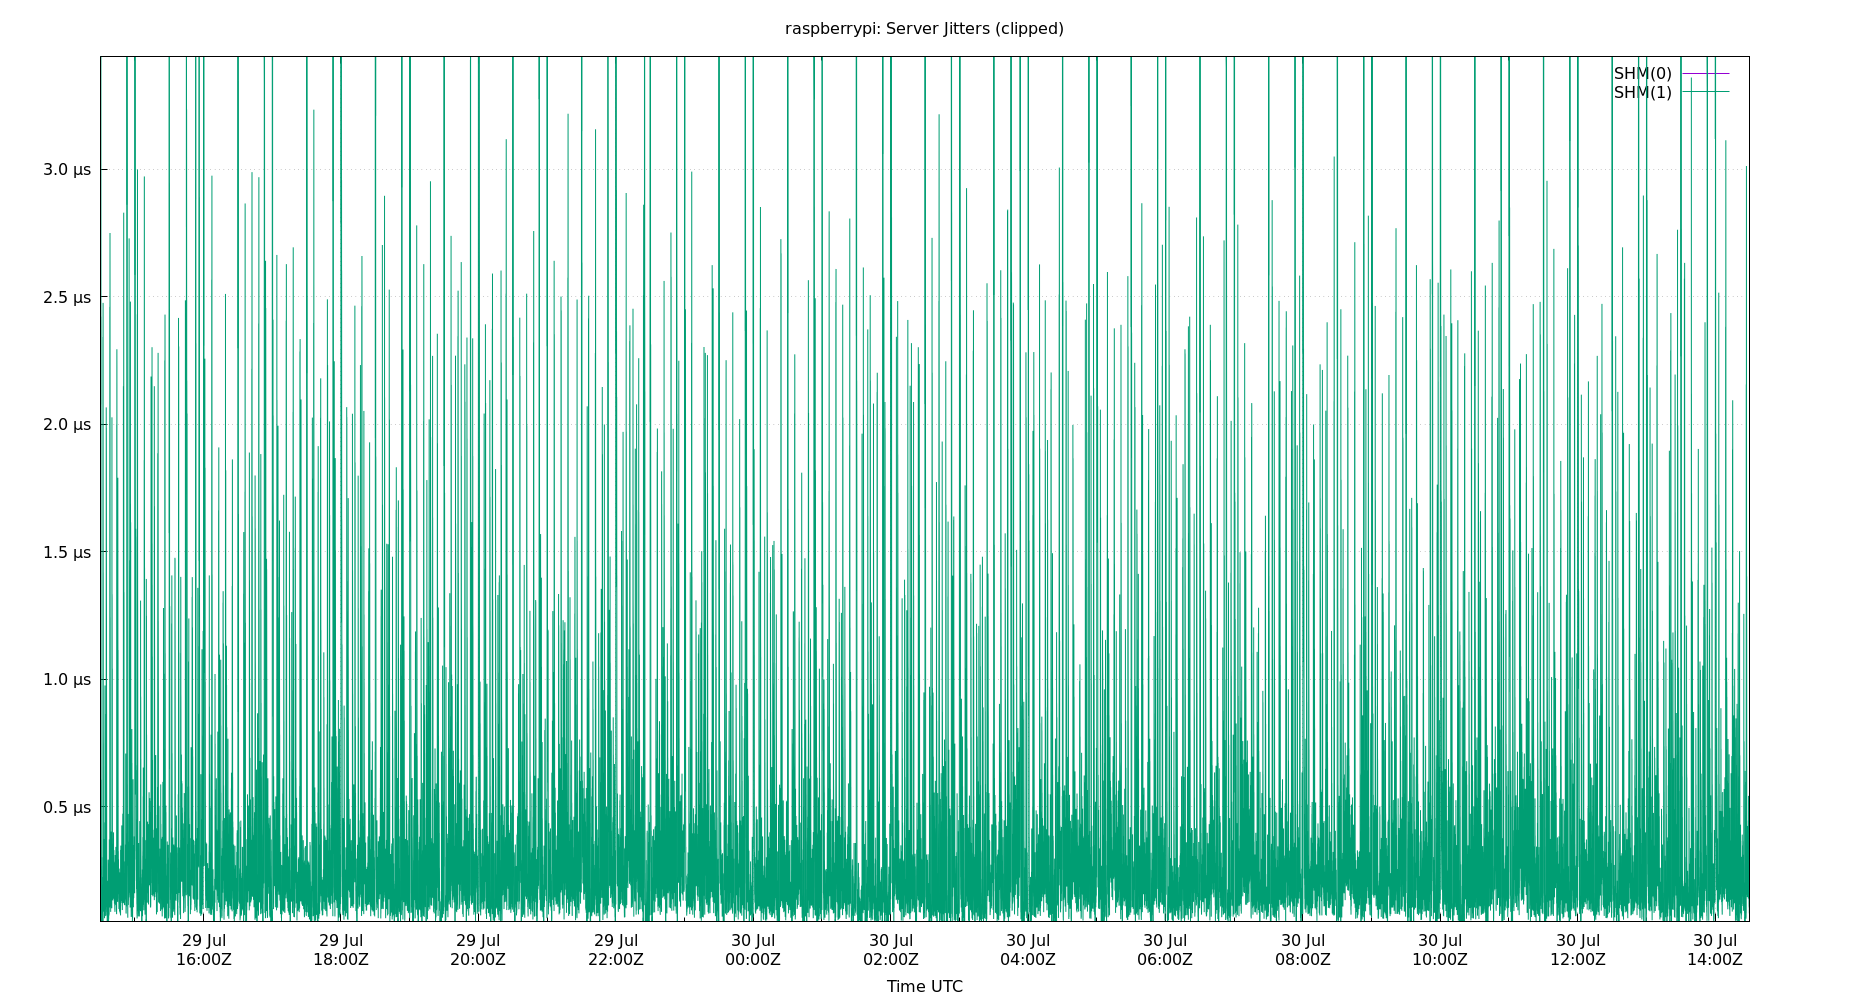 raspberrypi: Server Jitters (clipped)
SHM(0)
SHM(1)
3.0 µs
2.5 µs
2.0 µs
1.5 µs
1.0 µs
0.5 µs
29 Jul 29 Jul 29 Jul 29 Jul 30 Jul 30 Jul 30 Jul 30 Jul 30 Jul 30 Jul 30 Jul 30 Jul
16:00Z 18:00Z 20:00Z 22:00Z 00:00Z 02:00Z 04:00Z 06:00Z 08:00Z 10:00Z 12:00Z 14:00Z
Time UTC